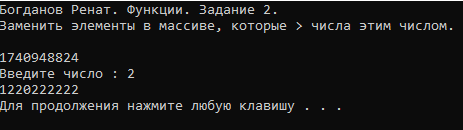 Богданов Ренат. Функции. Задание 2.
Заменить элементы в массиве, которые > числа этим числом.
1740948824
Введите число : 2
1220222222
Для продолжения нажмите любую клавишу . . .